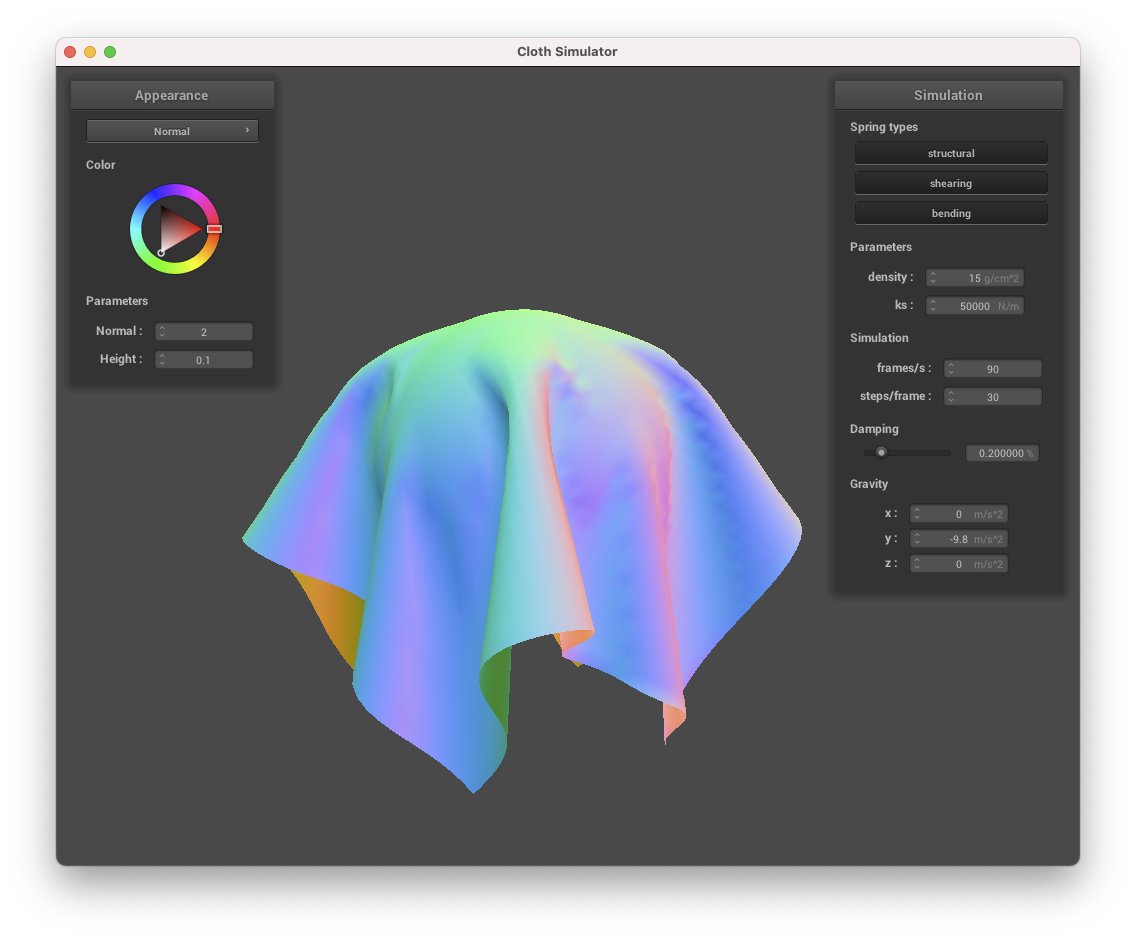 Cloth Simulator
Appearance
Normal
Color
Parameters
Normal : 2
Height : 0.1
Simulation
Spring types
structural
shearing
bending
Parameters
density : 15 g/cm^2
ks : 50000 N/m
Simulation
frames/s : 90
steps/frame : 30
Damping
0.200000 %
Gravity
x : 0 m/s^2
y : -9.8 m/s^2
z : 0 m/s^2